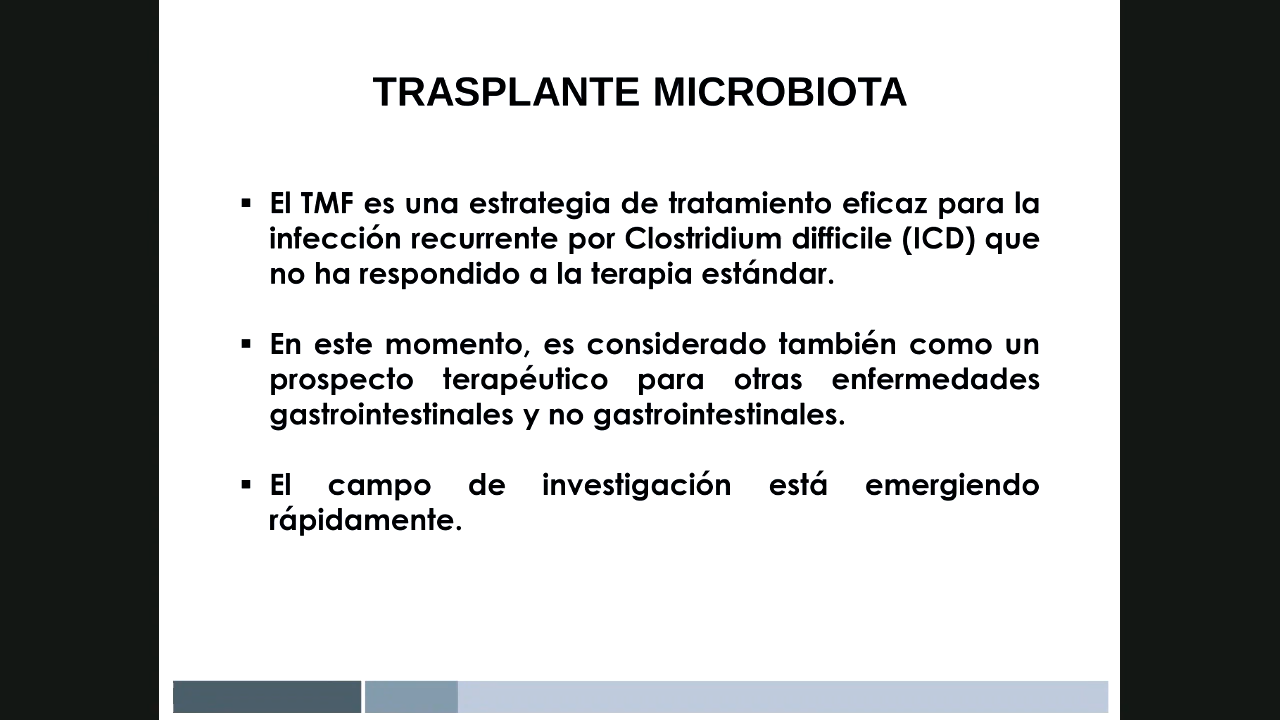 TRASPLANTE MICROBIOTA
▪ El TMF es una estrategia de tratamiento eficaz para la
infección recurrente por Clostridium difficile (ICD) que
no ha respondido a la terapia estándar.
▪ En este momento, es considerado también como un
prospecto terapéutico para otras enfermedades
gastrointestinales y no gastrointestinales.
▪ El campo de investigación está emergiendo
rápidamente.